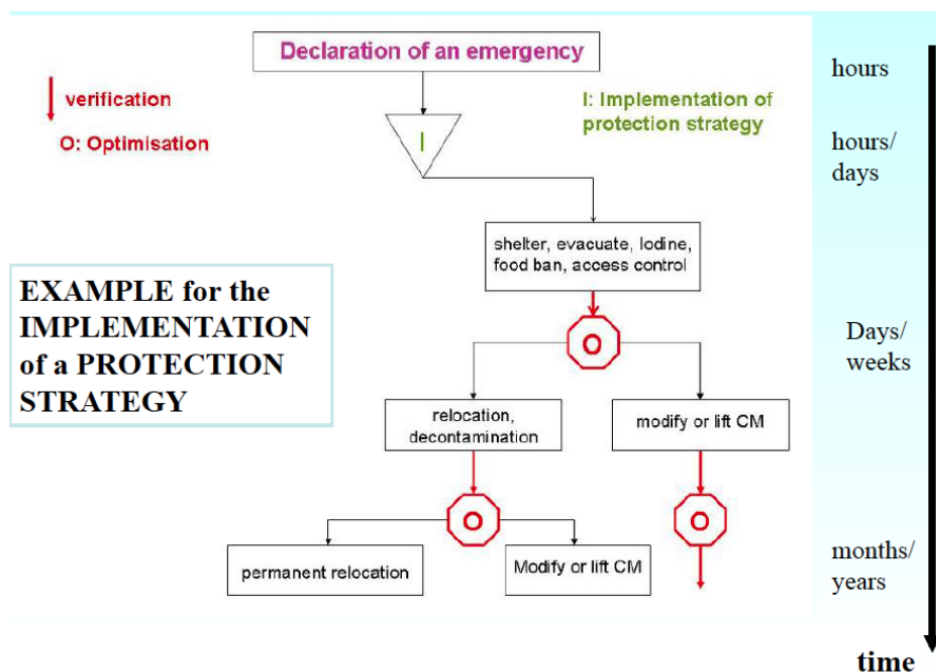 Declaration of an emergency
hours
verification
I: Implementation of
protection strategy
O: Optimisation
I
hours/
days
shelter, evacuate, Iodine,
food ban, access control
EXAMPLE for the
IMPLEMENTATION
of a PROTECTION
STRATEGY
O
Days/
weeks
relocation,
decontamination
modify or lift CM
O
O
permanent relocation
Modify or lift CM
months/
years
time